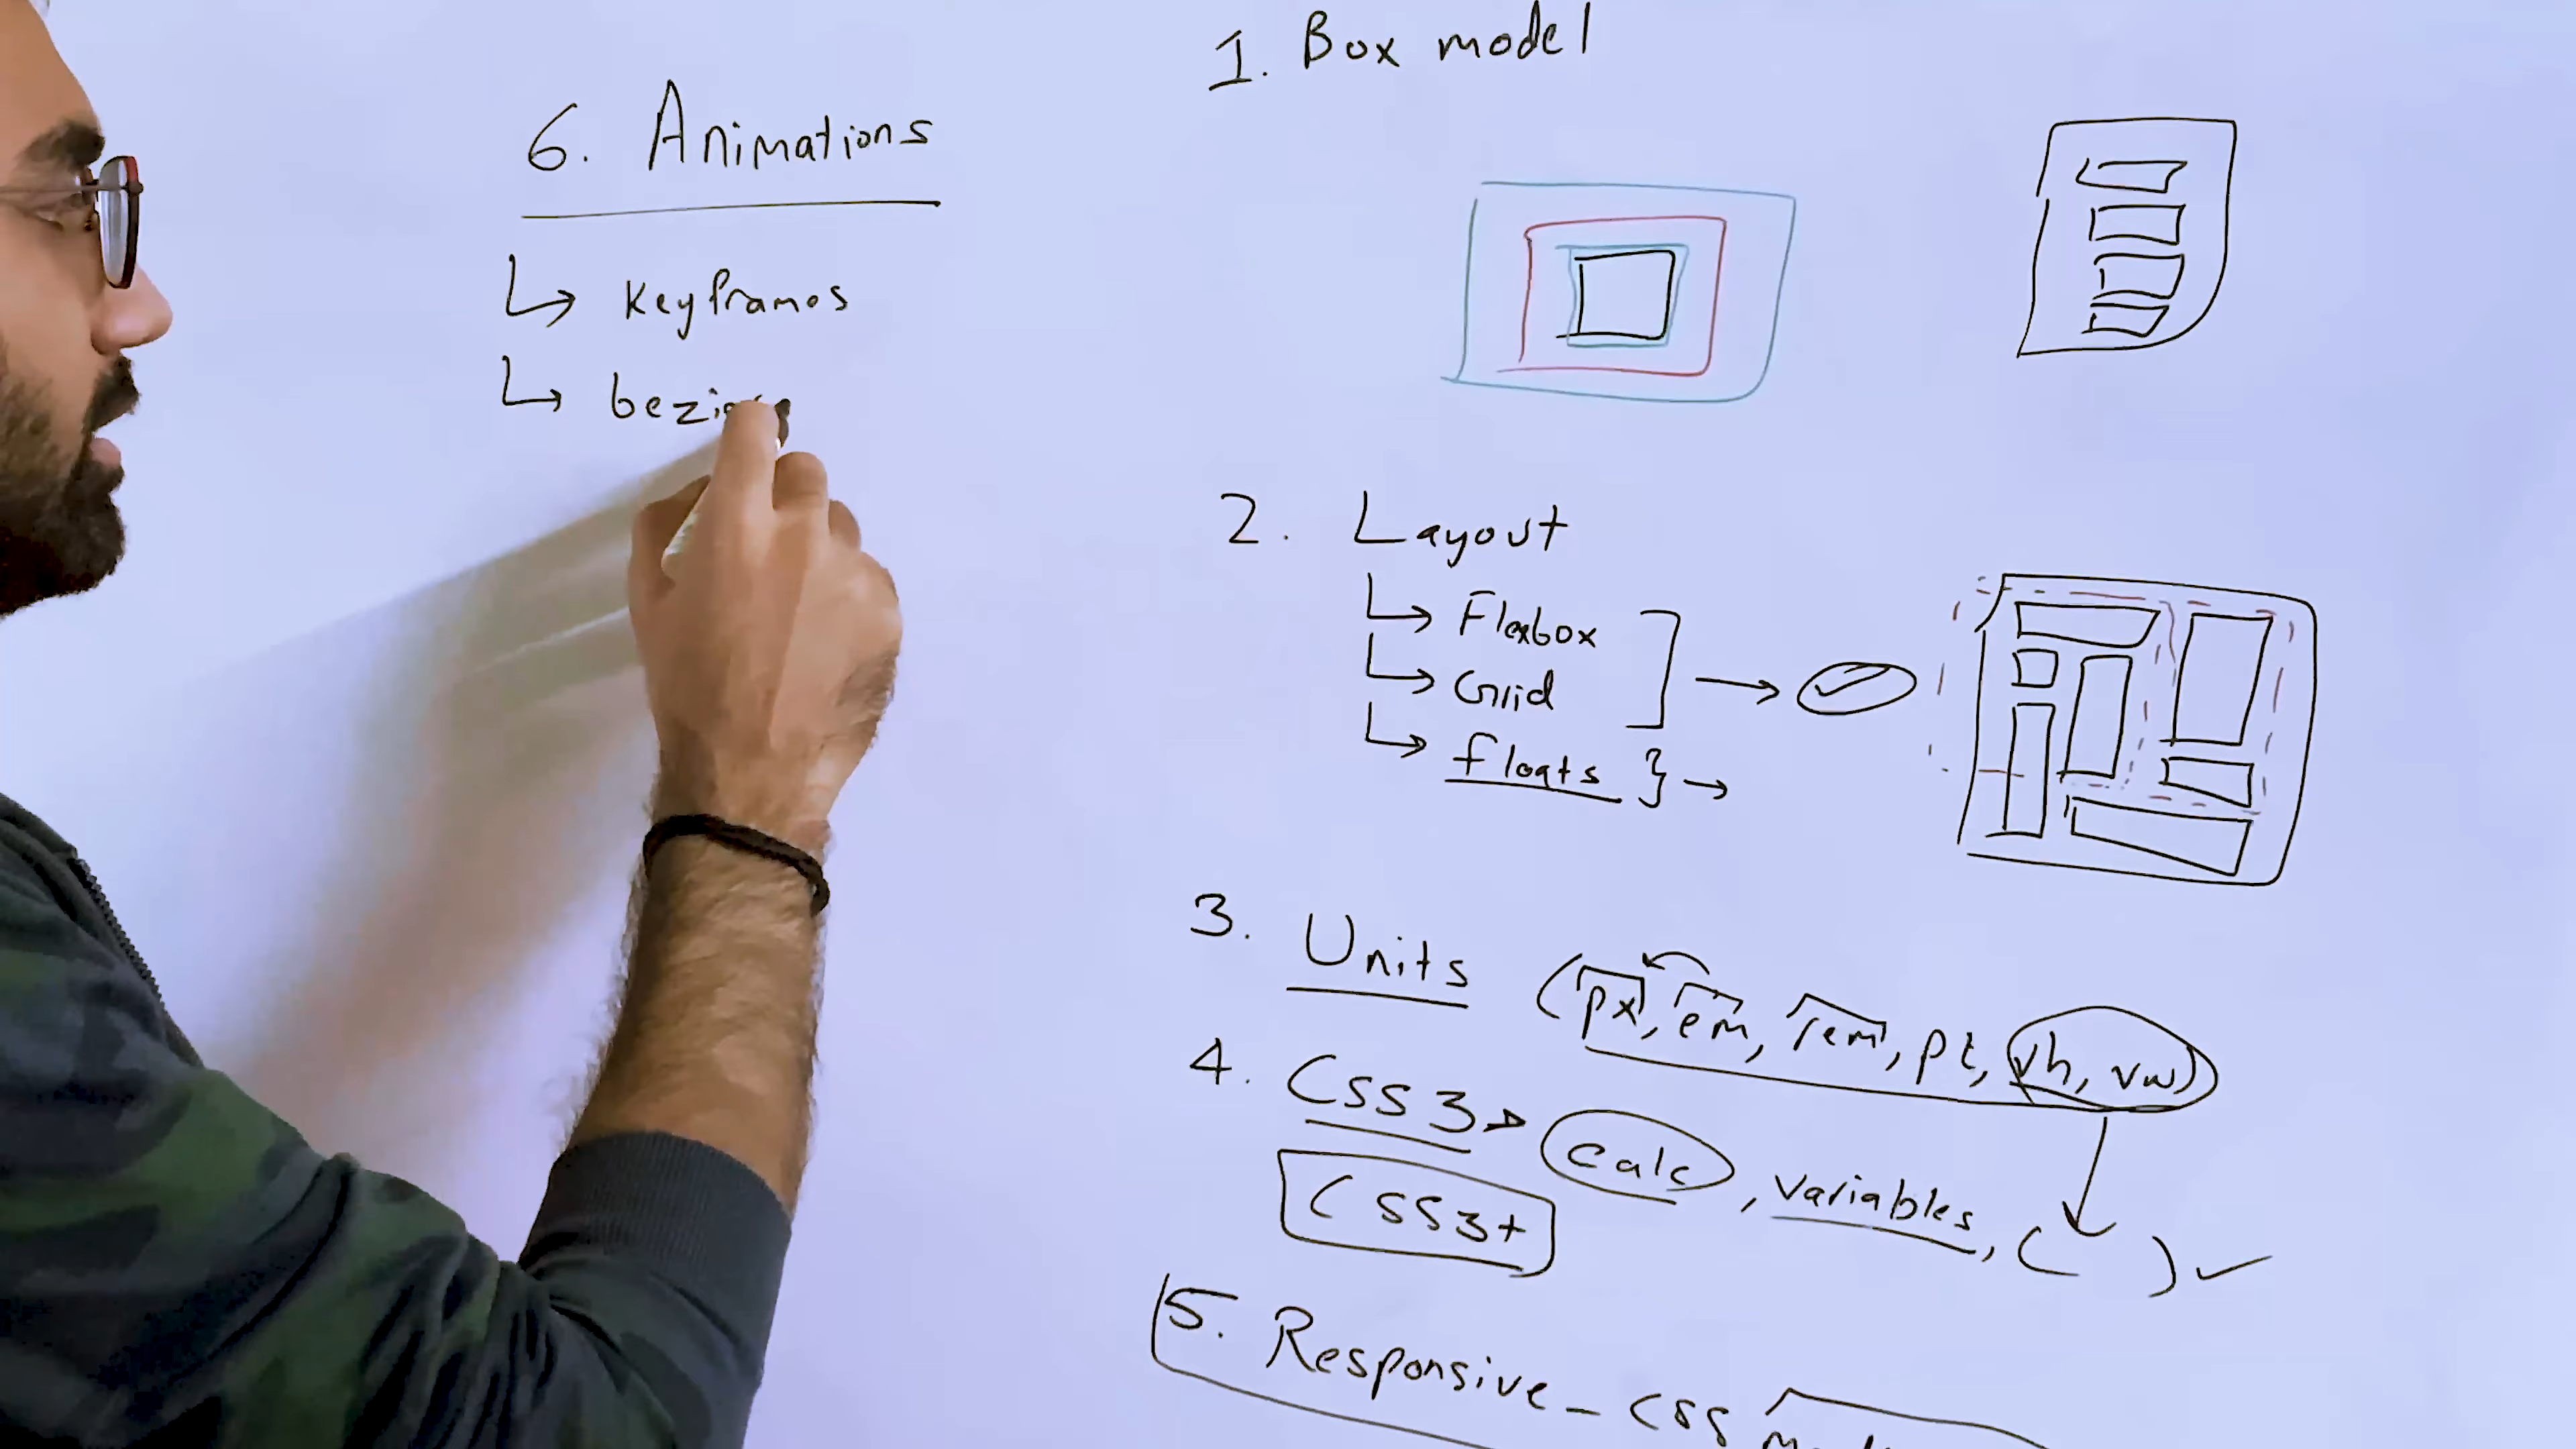 6. Animations
↳ Keyframes
↳
1. Box model
2. Layout
↳ Flexbox
↳ Grid
↳ floats } →
3. Units (px, em, rem, pt, vh, vw)
4. CSS3 → calc, variables, ( ) ✓
CSS3+
5. Responsive - CSS